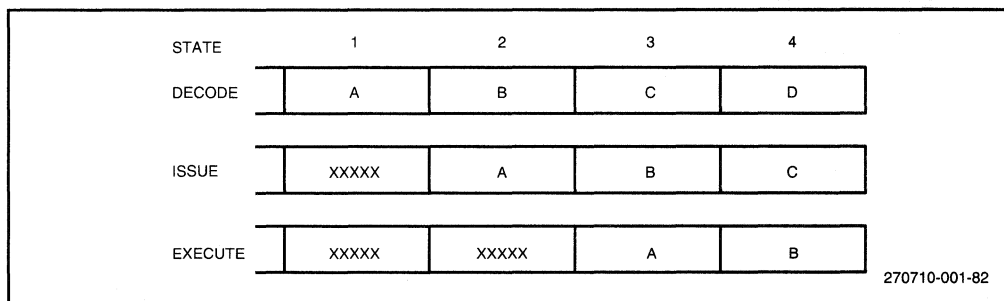 STATE 1 2 3 4
DECODE A B C D
ISSUE XXXXX A B C
EXECUTE XXXXX XXXXX A B
270710-001-82